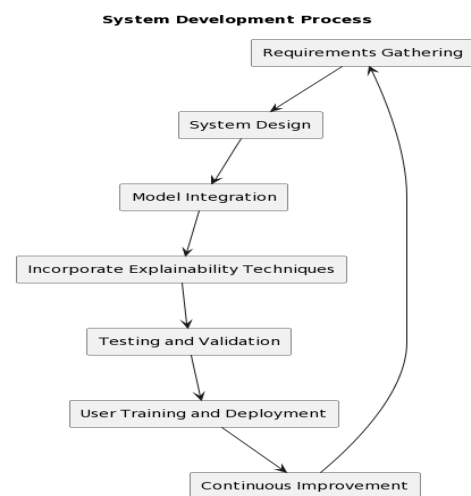 System Development Process
Requirements Gathering
System Design
Model Integration
Incorporate Explainability Techniques
Testing and Validation
User Training and Deployment
Continuous Improvement